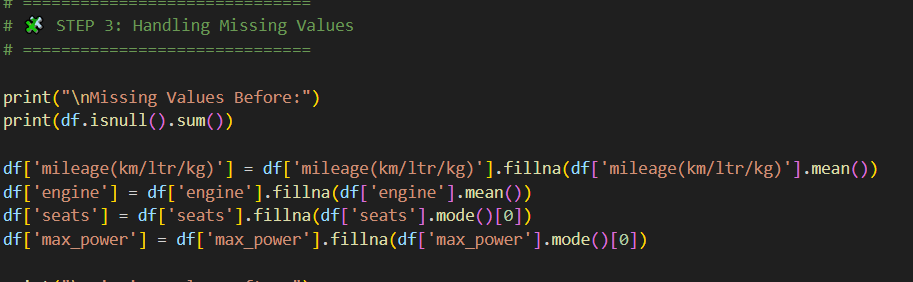 # ==============================
# 🧩 STEP 3: Handling Missing Values
# ==============================
print("\nMissing Values Before:")
print(df.isnull().sum())
df['mileage(km/ltr/kg)'] = df['mileage(km/ltr/kg)'].fillna(df['mileage(km/ltr/kg)'].mean())
df['engine'] = df['engine'].fillna(df['engine'].mean())
df['seats'] = df['seats'].fillna(df['seats'].mode()[0])
df['max_power'] = df['max_power'].fillna(df['max_power'].mode()[0])